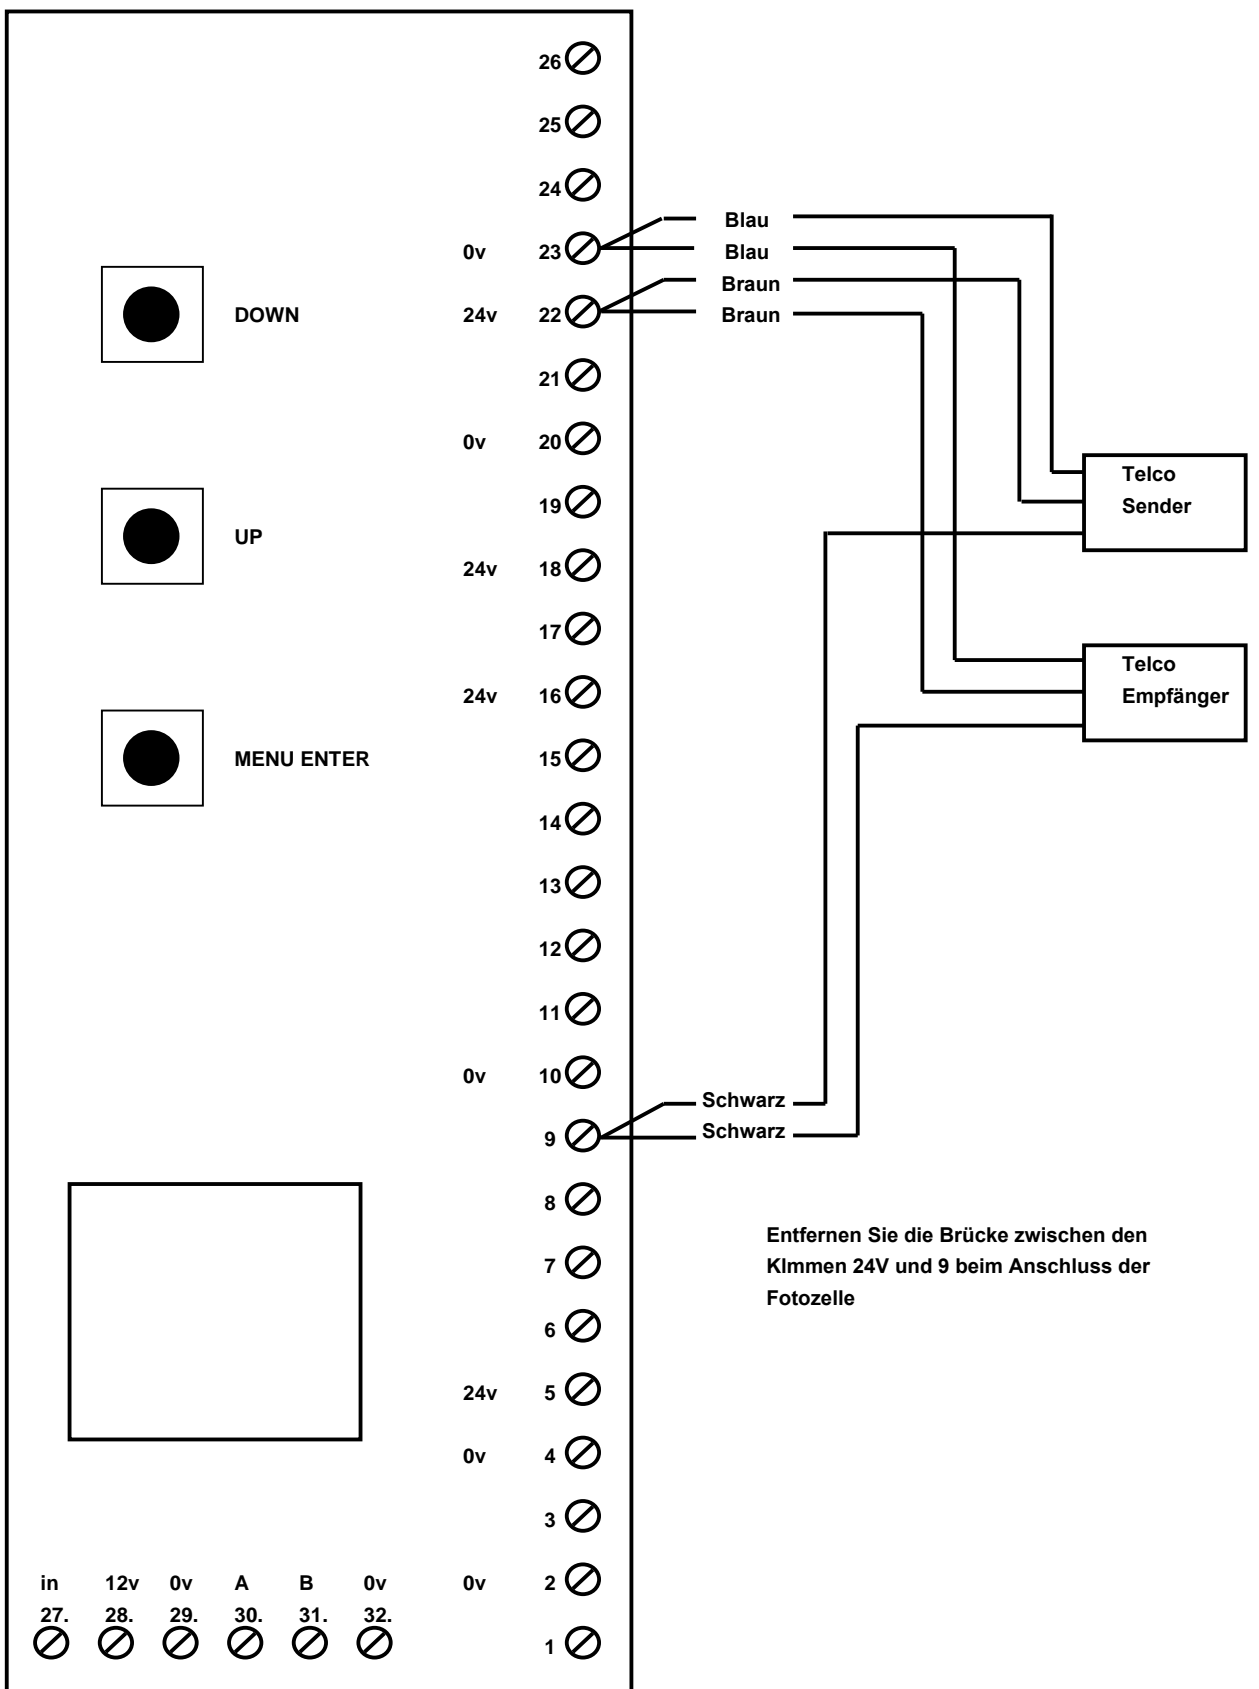 26
25
24
Blau
0v 23 Blau
Braun
DOWN 24v 22 Braun
21
0v 20
Telco
19 Sender
UP
24v 18
17
Telco
24v 16 Empfänger
MENU ENTER 15
14
13
12
11
0v 10
Schwarz
9 Schwarz
8
Entfernen Sie die Brücke zwischen den
7 Klmmen 24V und 9 beim Anschluss der
Fotozelle
6
24v 5
0v 4
3
in 12v 0v A B 0v 0v 2
27. 28. 29. 30. 31. 32.
1